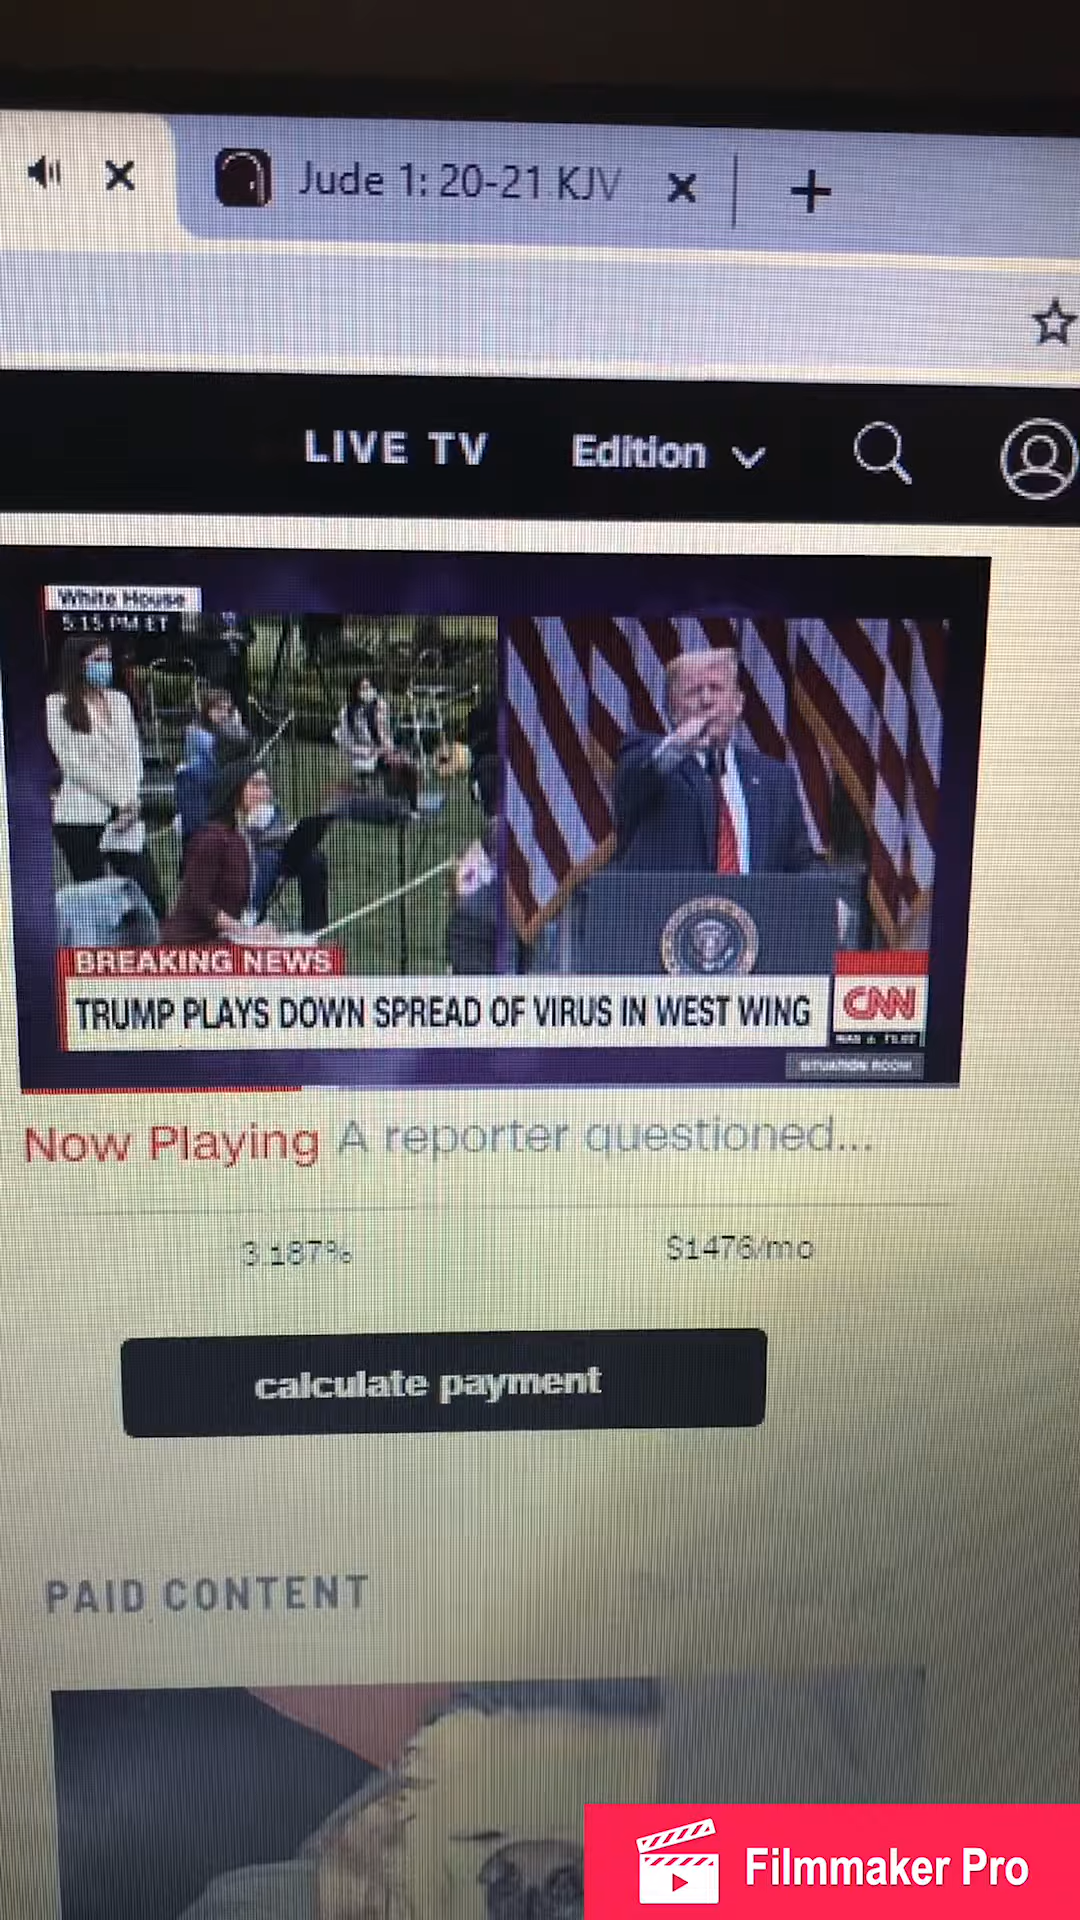 Jude 1: 20-21 KJV
LIVE TV
Edition
White House
5:15 PM ET
BREAKING NEWS
TRUMP PLAYS DOWN SPREAD OF VIRUS IN WEST WING
CNN
SITUATION ROOM
Now Playing A reporter questioned...
3.187%
$1476/mo
calculate payment
PAID CONTENT
Filmmaker Pro